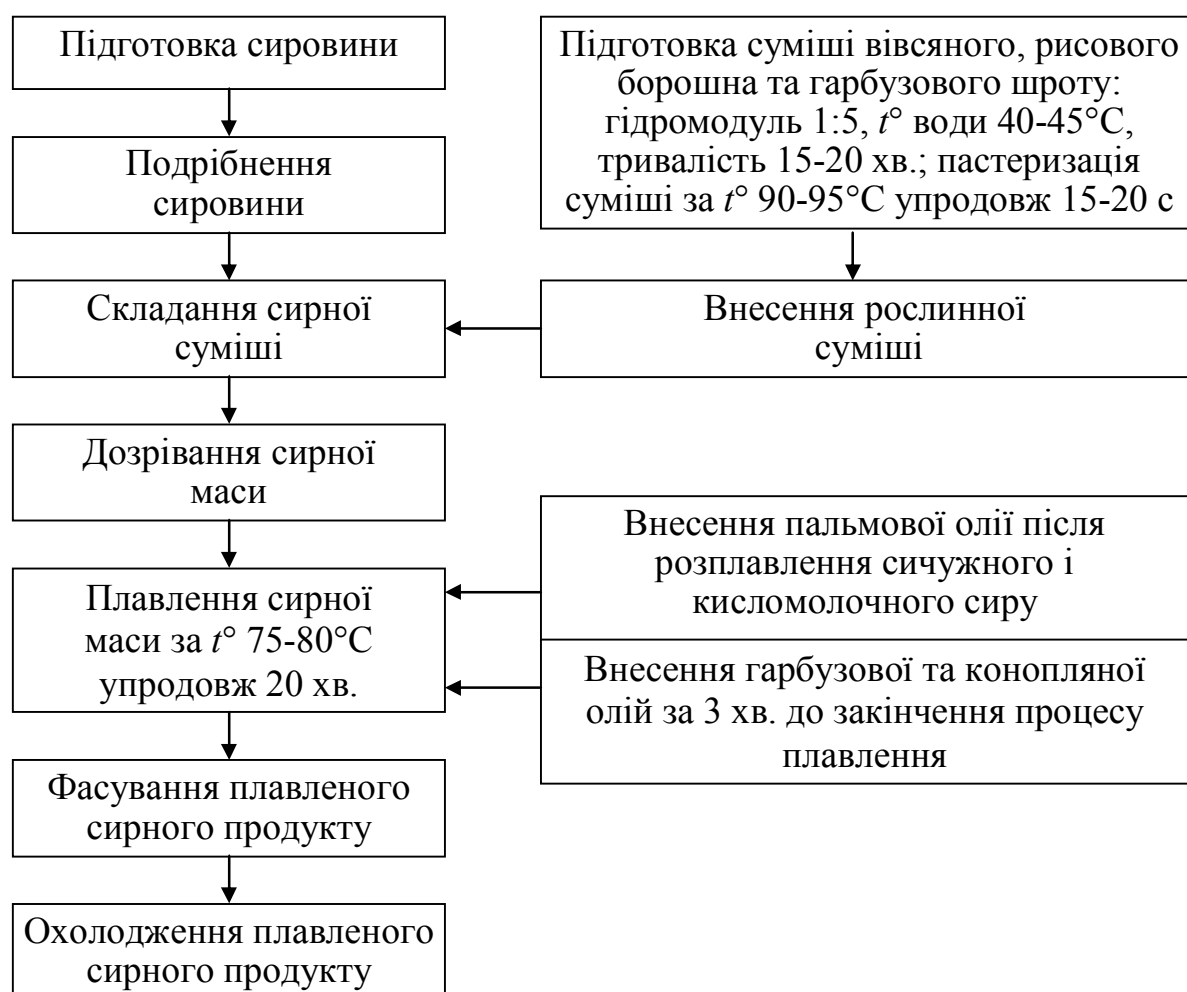 Підготовка сировини
Подрібнення
сировини
Складання сирної
суміші
Дозрівання сирної
маси
Плавлення сирної
маси за t° 75-80°С
упродовж 20 хв.
Фасування плавленого
сирного продукту
Охолодження плавленого
сирного продукту
Підготовка суміші вівсяного, рисового
борошна та гарбузового шроту:
гідромодуль 1:5, t° води 40-45°С,
тривалість 15-20 хв.; пастеризація
суміші за t° 90-95°С упродовж 15-20 с
Внесення рослинної
суміші
Внесення пальмової олії після
розплавлення сичужного і
кисломолочного сиру
Внесення гарбузової та конопляної
олій за 3 хв. до закінчення процесу
плавлення